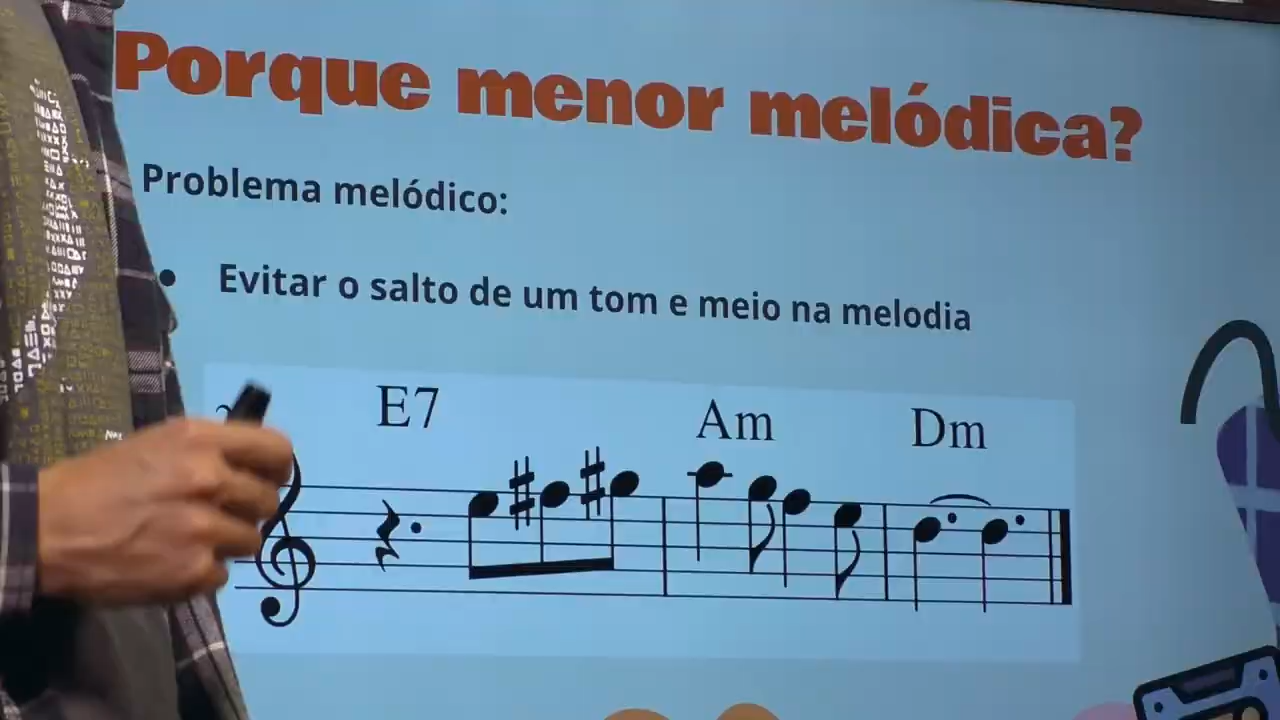 Porque menor melódica?
Problema melódico:
• Evitar o salto de um tom e meio na melodia
E7 Am Dm